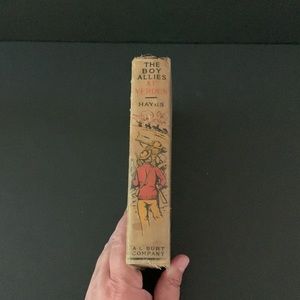 THE
BOY
ALLIES
AT
VERDUN
HAYES
A.L. BURT
COMPANY